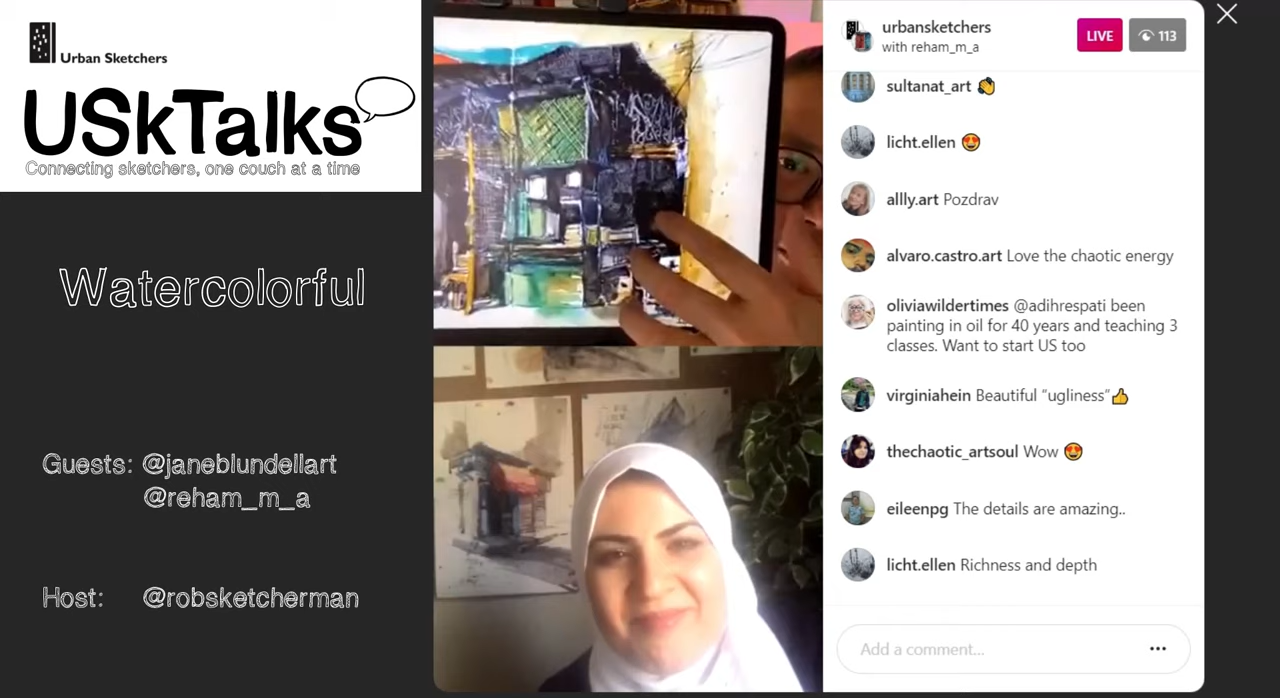 Urban Sketchers
USkTalks
Connecting sketchers, one couch at a time
Watercolorful
Guests: @janeblundellart
@reham_m_a
Host: @robsketcherman
urbansketchers
with reham_m_a
LIVE
113
sultanat_art 👏
licht.ellen 😍
allly.art Pozdrav
alvaro.castro.art Love the chaotic energy
oliviawildertimes @adihrespati been
painting in oil for 40 years and teaching 3
classes. Want to start US too
virginiahein Beautiful “ugliness”👍
thechaotic_artsoul Wow 😍
eileenpg The details are amazing..
licht.ellen Richness and depth
Add a comment...